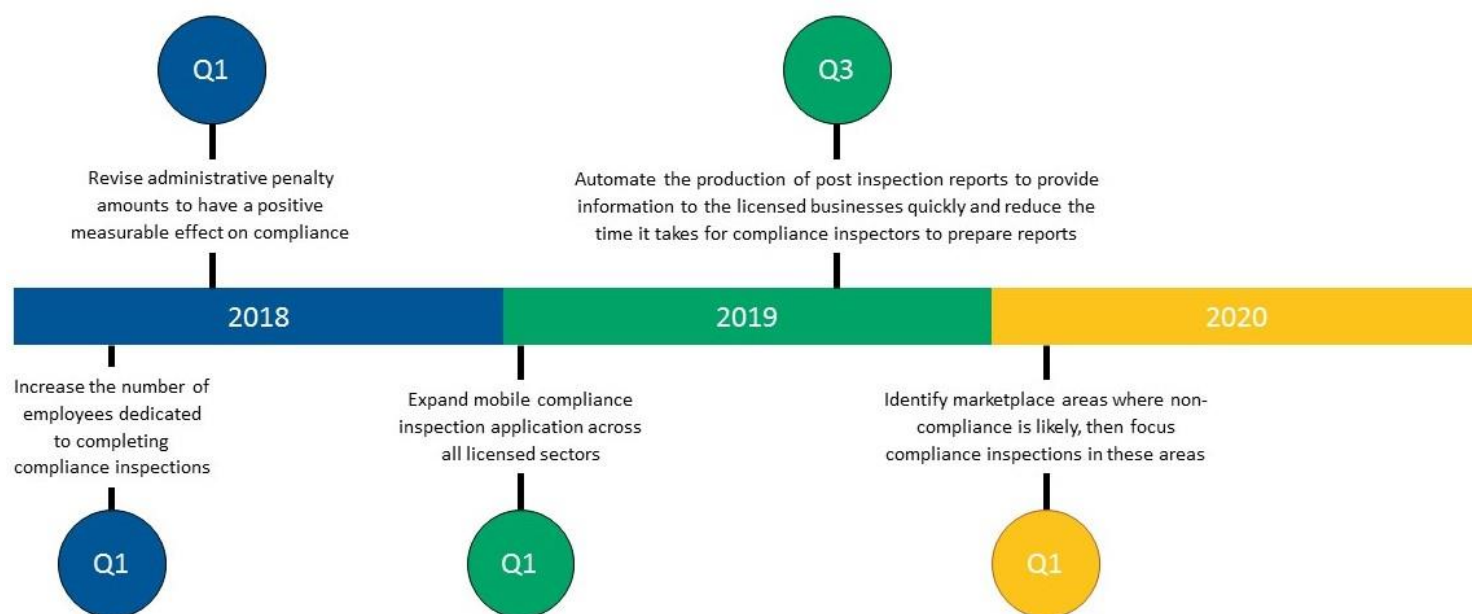 Q1
Q3
Revise administrative penalty
amounts to have a positive
measurable effect on compliance
Automate the production of post inspection reports to provide
information to the licensed businesses quickly and reduce the
time it takes for compliance inspectors to prepare reports
2018
2019
2020
Increase the number of
employees dedicated
to completing
compliance inspections
Expand mobile compliance
inspection application across
all licensed sectors
Identify marketplace areas where non-
compliance is likely, then focus
compliance inspections in these areas
Q1
Q1
Q1